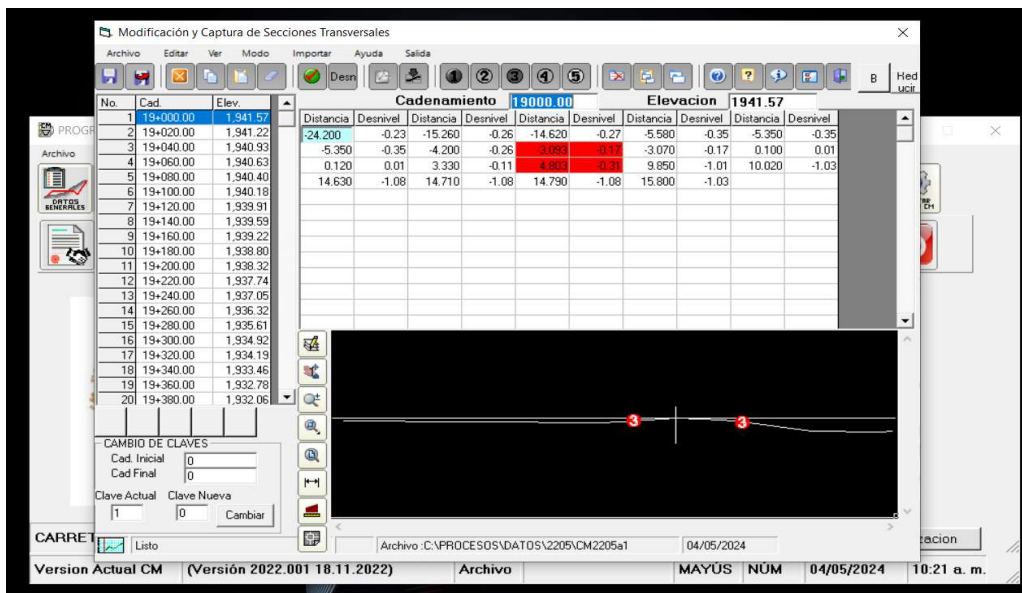 Modificación y Captura de Secciones Transversales
Archivo Editar Ver Modo Importar Ayuda Salida
Desn 1 2 3 4 5 B Hed ucir
No. Cad. Elev.
1 19+000.00 1,941.57
2 19+020.00 1,941.22
3 19+040.00 1,940.93
4 19+060.00 1,940.63
5 19+080.00 1,940.40
6 19+100.00 1,940.18
7 19+120.00 1,939.91
8 19+140.00 1,939.59
9 19+160.00 1,939.22
10 19+180.00 1,938.80
11 19+200.00 1,938.32
12 19+220.00 1,937.74
13 19+240.00 1,937.05
14 19+260.00 1,936.32
15 19+280.00 1,935.61
16 19+300.00 1,934.92
17 19+320.00 1,934.19
18 19+340.00 1,933.46
19 19+360.00 1,932.78
20 19+380.00 1,932.06
Cadenamiento 19000.00 Elevacion 1941.57
Distancia Desnivel Distancia Desnivel Distancia Desnivel Distancia Desnivel Distancia Desnivel
-24.200 -0.23 -15.260 -0.26 -14.620 -0.27 -5.580 -0.35 -5.350 -0.35
-5.350 -0.35 -4.200 -0.26 -3.093 -0.17 -3.070 -0.17 0.100 0.01
0.120 0.01 3.330 -0.11 4.803 -0.31 9.850 -1.01 10.020 -1.03
14.630 -1.08 14.710 -1.08 14.790 -1.08 15.800 -1.03
3 3
CAMBIO DE CLAVES
Cad. Inicial 0
Cad Final 0
Clave Actual Clave Nueva
1 0 Cambiar
Listo Archivo :C:\PROCESOS\DATOS\2205\CM2205a1 04/05/2024
PROGR
Archivo
DATOS
GENERALES
CM
CARRET
zacion
Version Actual CM (Versión 2022.001 18.11.2022) Archivo MAYÚS NÚM 04/05/2024 10:21 a. m.